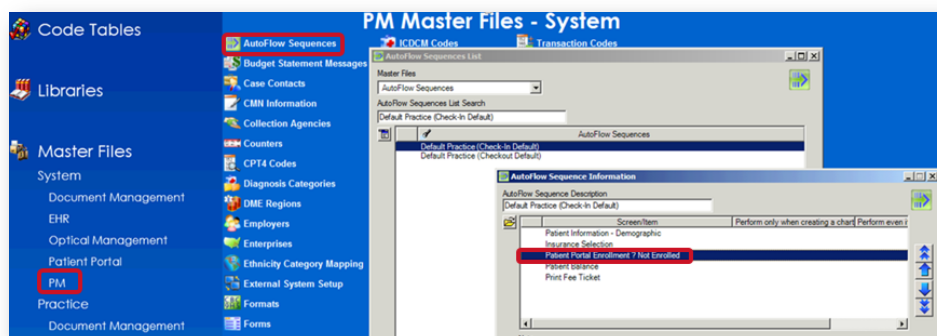 PM Master Files - System
Code Tables
Libraries
Master Files
System
Document Management
EHR
Optical Management
Patient Portal
PM
Practice
Document Management
AutoFlow Sequences
Budget Statement Messages
Case Contacts
CMN Information
Collection Agencies
Counters
CPT4 Codes
Diagnosis Categories
DME Regions
Employers
Enterprises
Ethnicity Category Mapping
External System Setup
Formats
Forms
ICDCM Codes
Transaction Codes
AutoFlow Sequences List
Master Files
AutoFlow Sequences
AutoFlow Sequences List Search
Default Practice (Check-In Default)
AutoFlow Sequences
Default Practice (Check-In Default)
Default Practice (Checkout Default)
AutoFlow Sequence Information
AutoFlow Sequence Description
Default Practice (Check-In Default)
Screen/Item Perform only when creating a chart Perform even i
Patient Information - Demographic
Insurance Selection
Patient Portal Enrollment ? Not Enrolled
Patient Balance
Print Fee Ticket